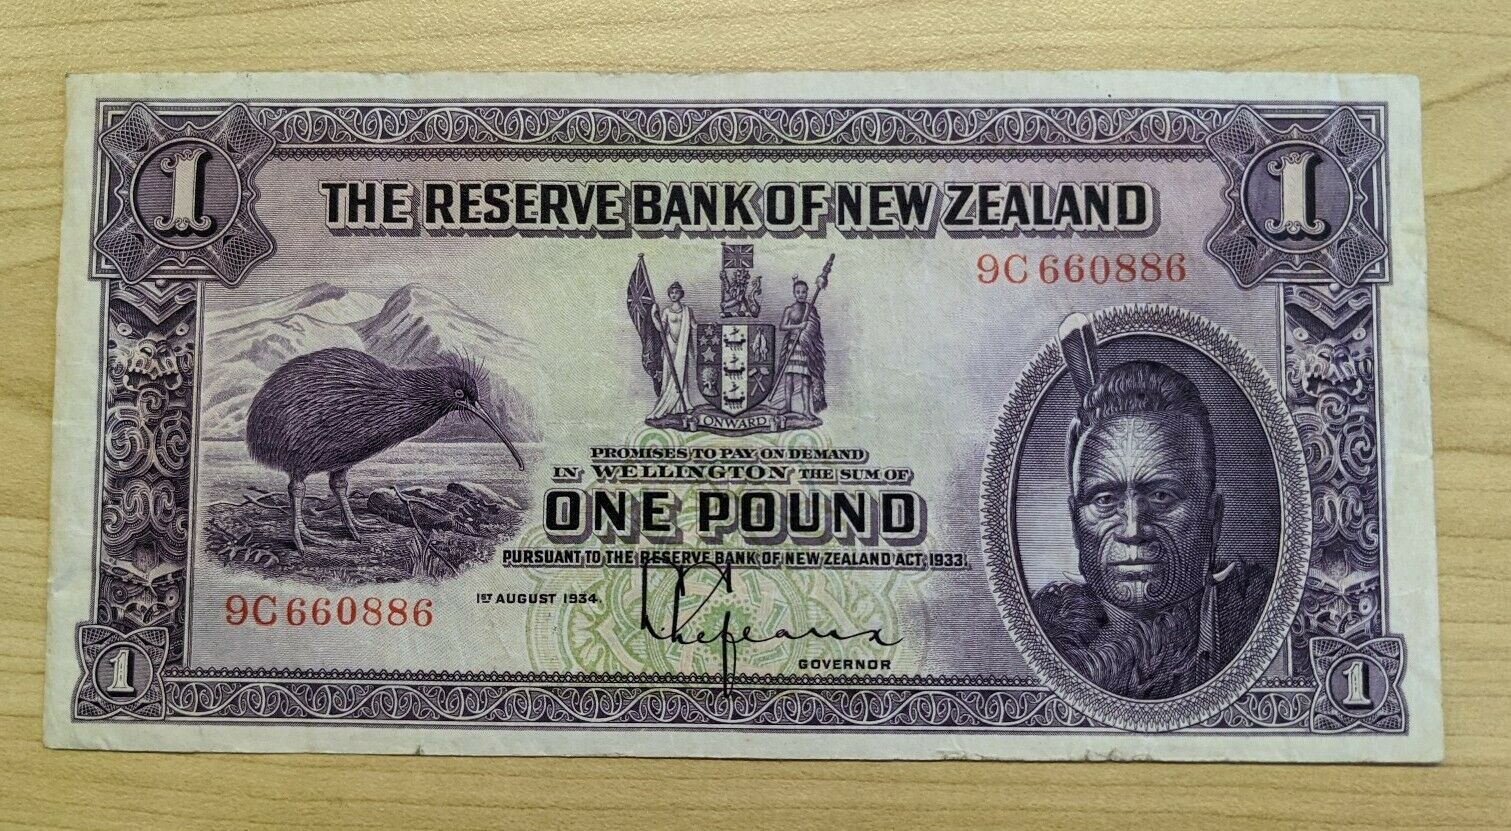 1 1
THE RESERVE BANK OF NEW ZEALAND
9C 660886
ONWARD
PROMISES TO PAY ON DEMAND
IN WELLINGTON THE SUM OF
ONE POUND
PURSUANT TO THE RESERVE BANK OF NEW ZEALAND ACT, 1933.
1ST AUGUST 1934.
9C 660886
GOVERNOR
1 1